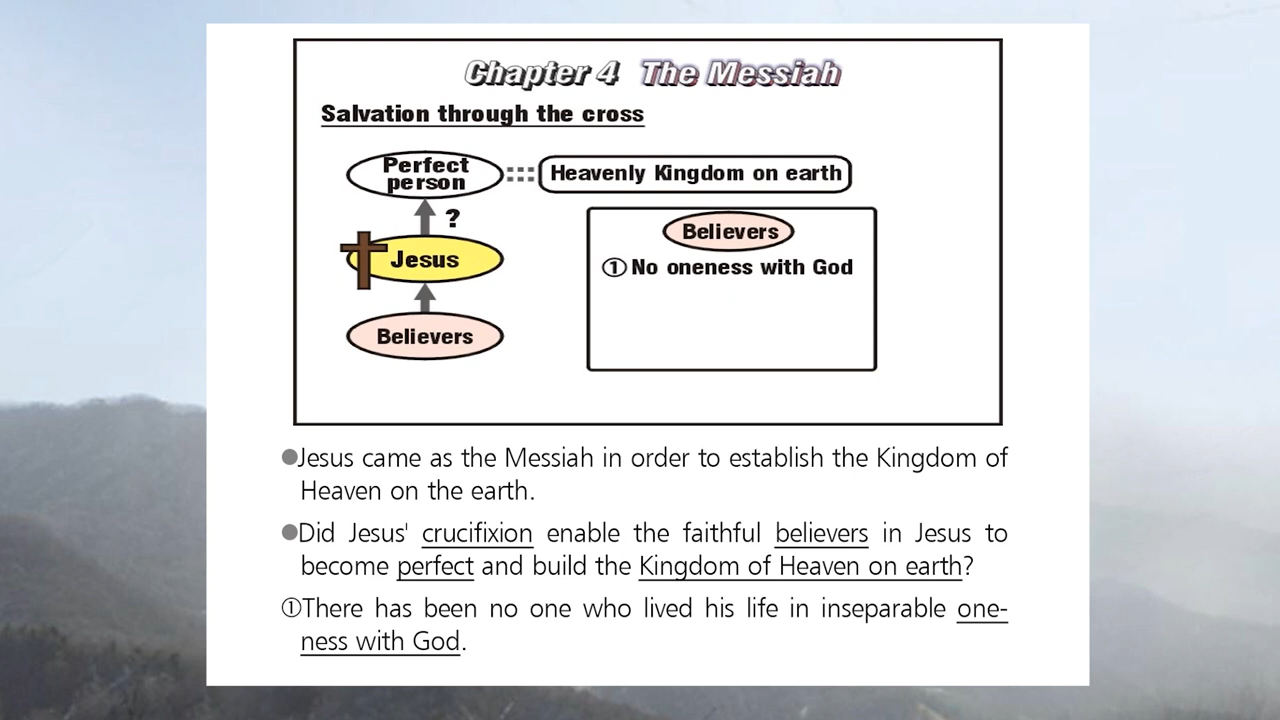 Chapter 4 The Messiah
Salvation through the cross
Perfect
person
Heavenly Kingdom on earth
?
Jesus
Believers
Believers
① No oneness with God
●Jesus came as the Messiah in order to establish the Kingdom of
Heaven on the earth.
●Did Jesus' crucifixion enable the faithful believers in Jesus to
become perfect and build the Kingdom of Heaven on earth?
①There has been no one who lived his life in inseparable one-
ness with God.